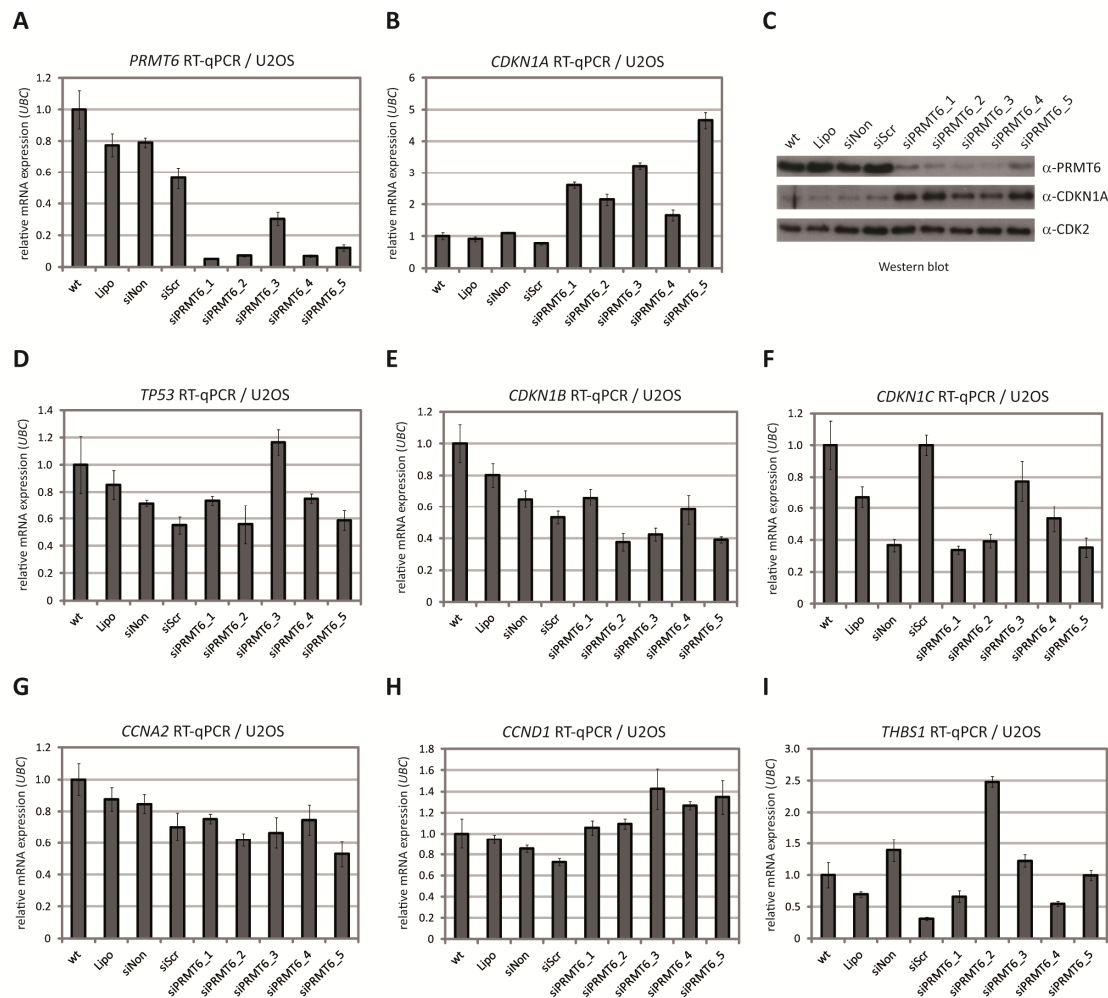 A
PRMT6 RT-qPCR / U2OS
relative mRNA expression (UBC)
1.2
1.0
0.8
0.6
0.4
0.2
0
wt
Lipo
siNon
siScr
siPRMT6_1
siPRMT6_2
siPRMT6_3
siPRMT6_4
siPRMT6_5
B
CDKN1A RT-qPCR / U2OS
relative mRNA expression (UBC)
6
5
4
3
2
1
0
wt
Lipo
siNon
siScr
siPRMT6_1
siPRMT6_2
siPRMT6_3
siPRMT6_4
siPRMT6_5
C
wt
Lipo
siNon
siScr
siPRMT6_1
siPRMT6_2
siPRMT6_3
siPRMT6_4
siPRMT6_5
α-PRMT6
α-CDKN1A
α-CDK2
Western blot
D
TP53 RT-qPCR / U2OS
relative mRNA expression (UBC)
1.4
1.2
1.0
0.8
0.6
0.4
0.2
0
wt
Lipo
siNon
siScr
siPRMT6_1
siPRMT6_2
siPRMT6_3
siPRMT6_4
siPRMT6_5
E
CDKN1B RT-qPCR / U2OS
relative mRNA expression (UBC)
1.2
1.0
0.8
0.6
0.4
0.2
0
wt
Lipo
siNon
siScr
siPRMT6_1
siPRMT6_2
siPRMT6_3
siPRMT6_4
siPRMT6_5
F
CDKN1C RT-qPCR / U2OS
relative mRNA expression (UBC)
1.2
1.0
0.8
0.6
0.4
0.2
0
wt
Lipo
siNon
siScr
siPRMT6_1
siPRMT6_2
siPRMT6_3
siPRMT6_4
siPRMT6_5
G
CCNA2 RT-qPCR / U2OS
relative mRNA expression (UBC)
1.2
1.0
0.8
0.6
0.4
0.2
0
wt
Lipo
siNon
siScr
siPRMT6_1
siPRMT6_2
siPRMT6_3
siPRMT6_4
siPRMT6_5
H
CCND1 RT-qPCR / U2OS
relative mRNA expression (UBC)
1.8
1.6
1.4
1.2
1.0
0.8
0.6
0.4
0.2
0
wt
Lipo
siNon
siScr
siPRMT6_1
siPRMT6_2
siPRMT6_3
siPRMT6_4
siPRMT6_5
I
THBS1 RT-qPCR / U2OS
relative mRNA expression (UBC)
3.0
2.5
2.0
1.5
1.0
0.5
0
wt
Lipo
siNon
siScr
siPRMT6_1
siPRMT6_2
siPRMT6_3
siPRMT6_4
siPRMT6_5